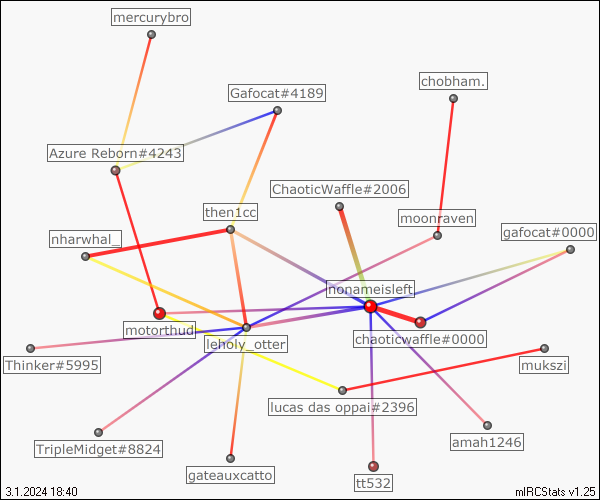 mercurybro
chobham.
Gafocat#4189
Azure Reborn#4243
ChaoticWaffle#2006
then1cc
moonraven
gafocat#0000
nharwhal_
nonameisleft
motorthud
leholy_otter
chaoticwaffle#0000
Thinker#5995
mukszi
lucas das oppai#2396
TripleMidget#8824
amah1246
gateauxcatto
tt532
3.1.2024 18:40
mIRCStats v1.25